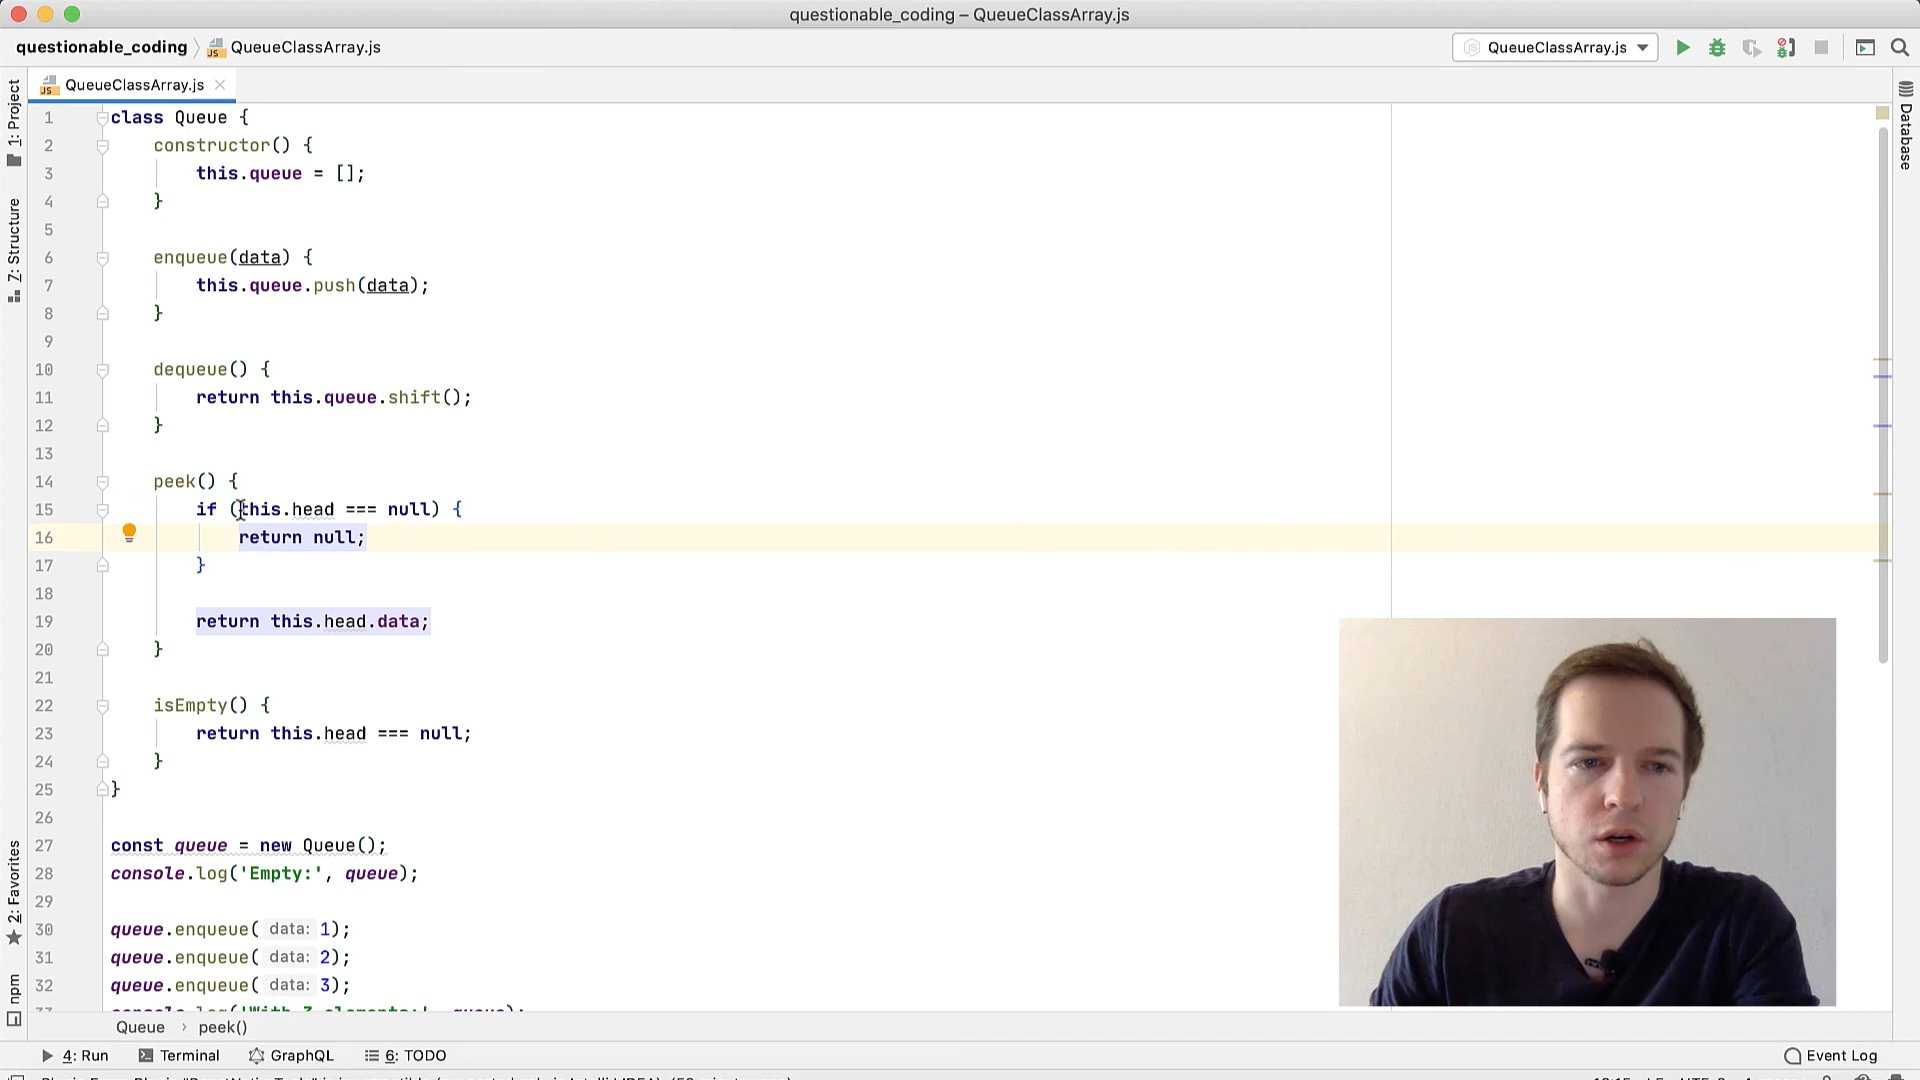 questionable_coding – QueueClassArray.js
questionable_coding QueueClassArray.js
QueueClassArray.js
QueueClassArray.js
1: Project
7: Structure
2: Favorites
npm
Database
1 class Queue {
2 constructor() {
3 this.queue = [];
4 }
5
6 enqueue(data) {
7 this.queue.push(data);
8 }
9
10 dequeue() {
11 return this.queue.shift();
12 }
13
14 peek() {
15 if (this.head === null) {
16 return null;
17 }
18
19 return this.head.data;
20 }
21
22 isEmpty() {
23 return this.head === null;
24 }
25 }
26
27 const queue = new Queue();
28 console.log('Empty:', queue);
29
30 queue.enqueue( data: 1);
31 queue.enqueue( data: 2);
32 queue.enqueue( data: 3);
Queue › peek()
4: Run Terminal GraphQL 6: TODO Event Log